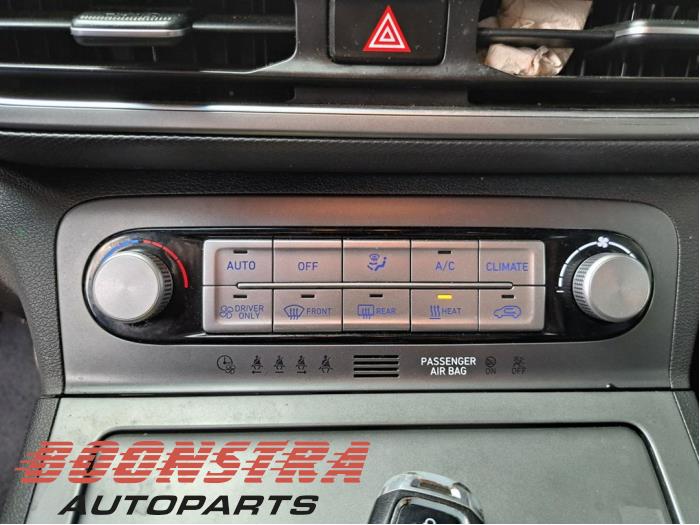 AUTO OFF A/C CLIMATE
DRIVER ONLY FRONT REAR HEAT
PASSENGER AIR BAG ON OFF
BOONSTRA
AUTOPARTS